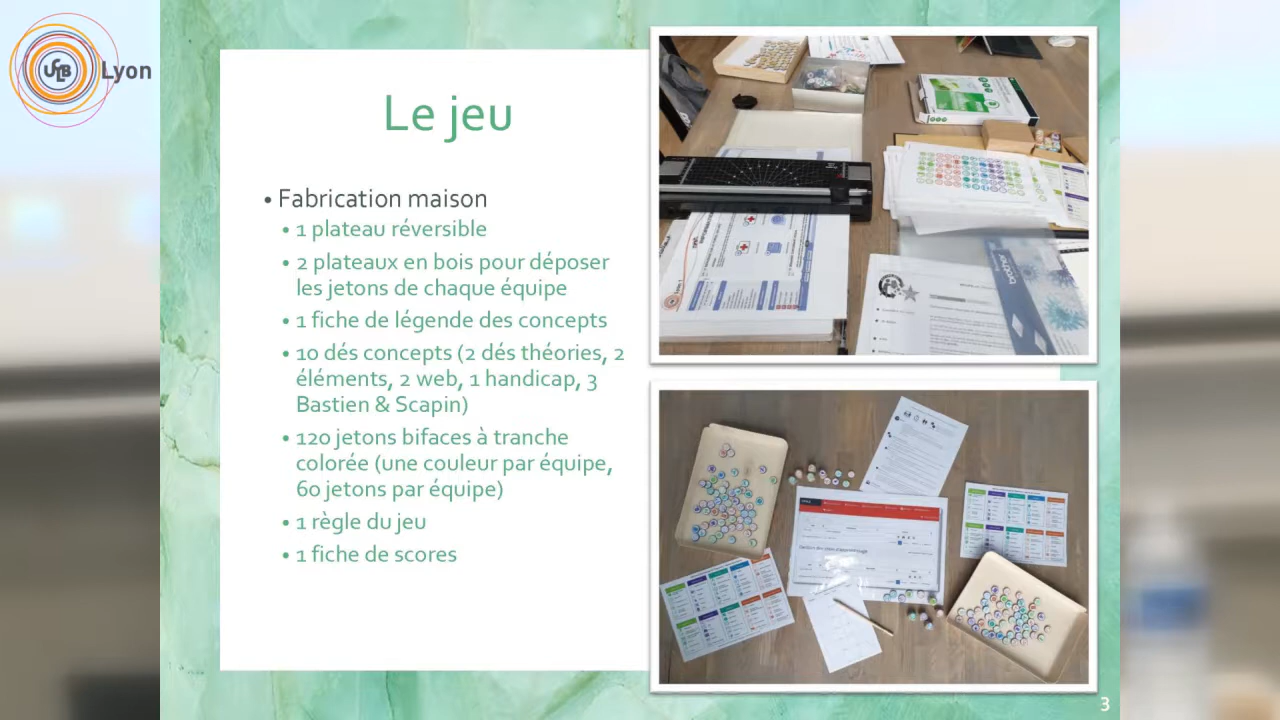 USLB
Lyon
Le jeu
• Fabrication maison
• 1 plateau réversible
• 2 plateaux en bois pour déposer
les jetons de chaque équipe
• 1 fiche de légende des concepts
• 10 dés concepts (2 dés théories, 2
éléments, 2 web, 1 handicap, 3
Bastien & Scapin)
• 120 jetons bifaces à tranche
colorée (une couleur par équipe,
60 jetons par équipe)
• 1 règle du jeu
• 1 fiche de scores
brother
3